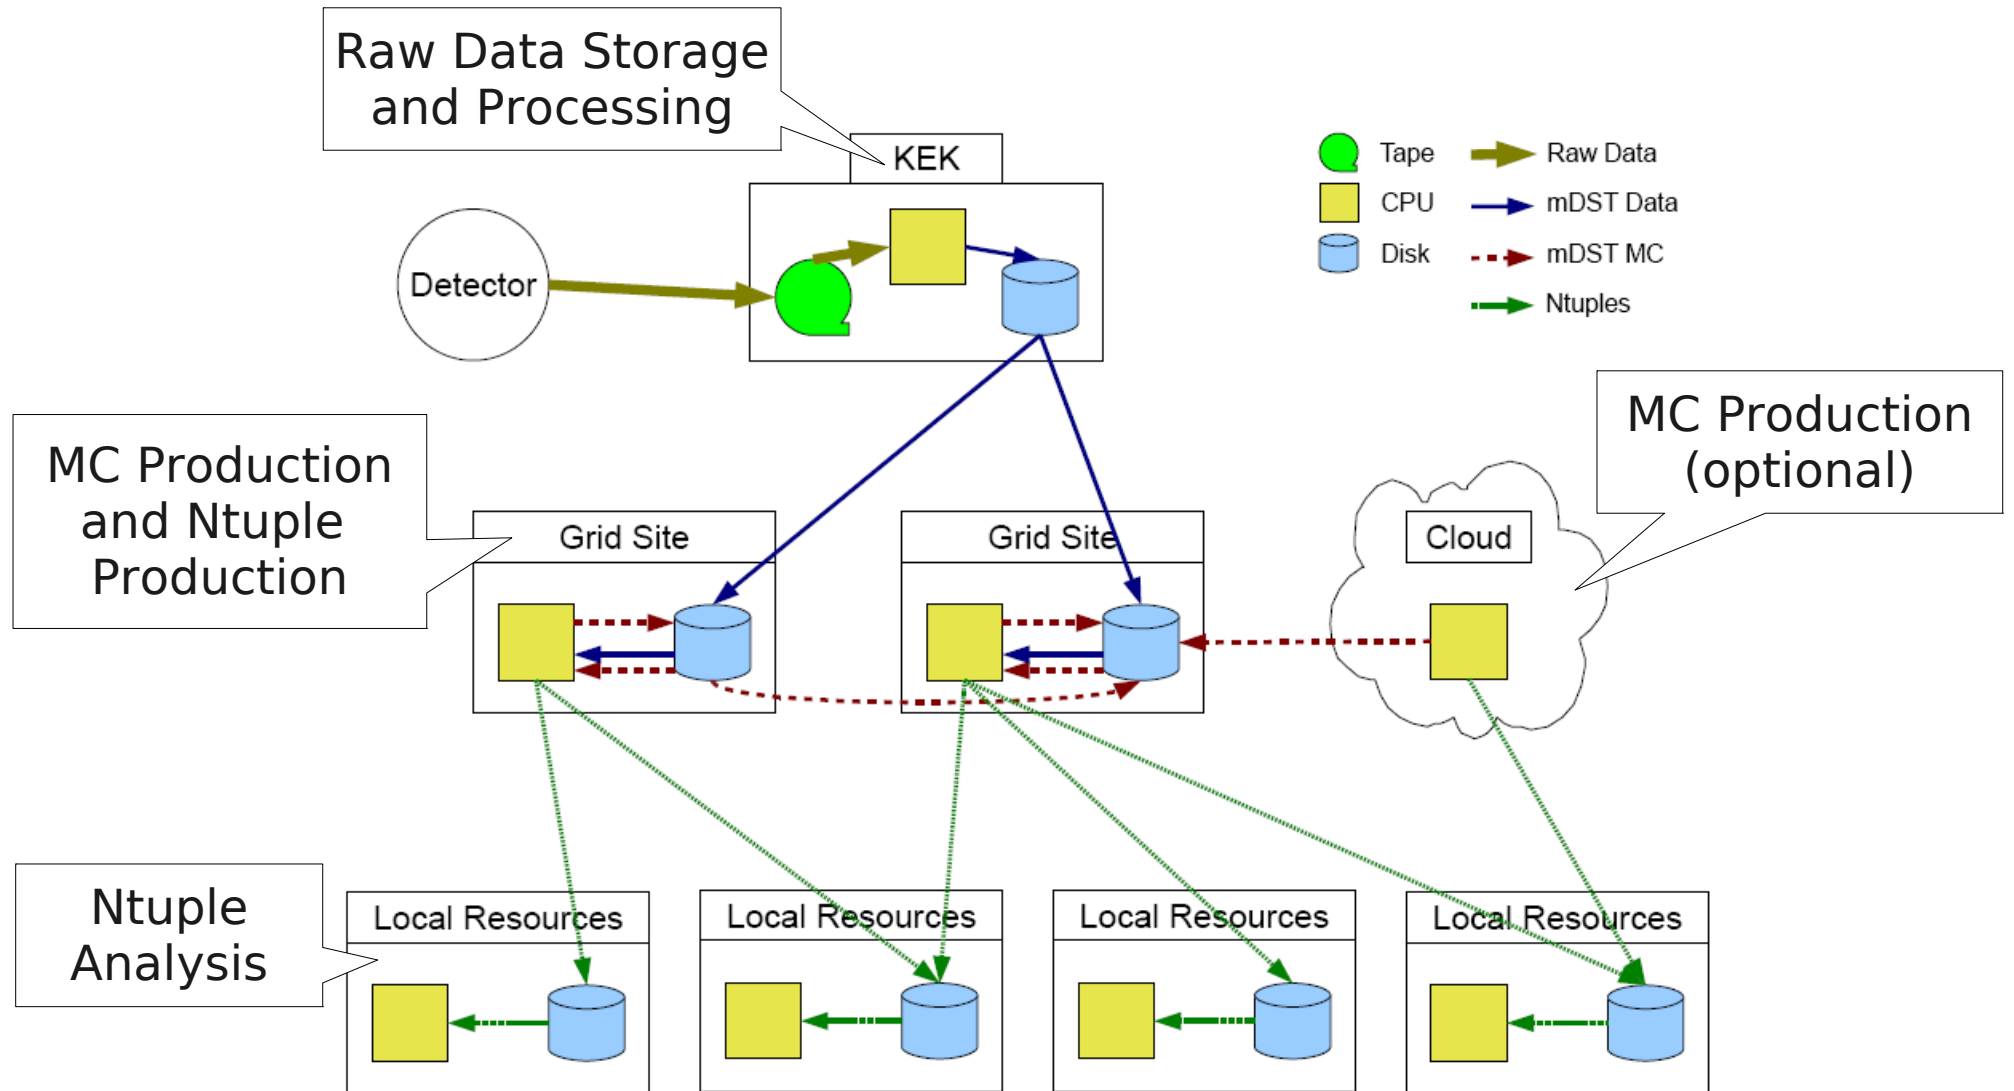 Raw Data Storage
and Processing
KEK
Tape
Raw Data
CPU
mDST Data
Disk
mDST MC
Ntuples
Detector
MC Production
(optional)
MC Production
and Ntuple
Production
Grid Site
Grid Site
Cloud
Ntuple
Analysis
Local Resources
Local Resources
Local Resources
Local Resources